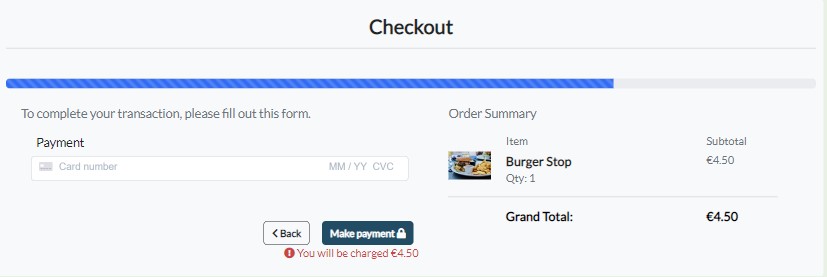 Checkout
To complete your transaction, please fill out this form.
Payment
Card number MM / YY CVC
Back
Make payment
You will be charged €4.50
Order Summary
Item Subtotal
Burger Stop €4.50
Qty: 1
Grand Total: €4.50